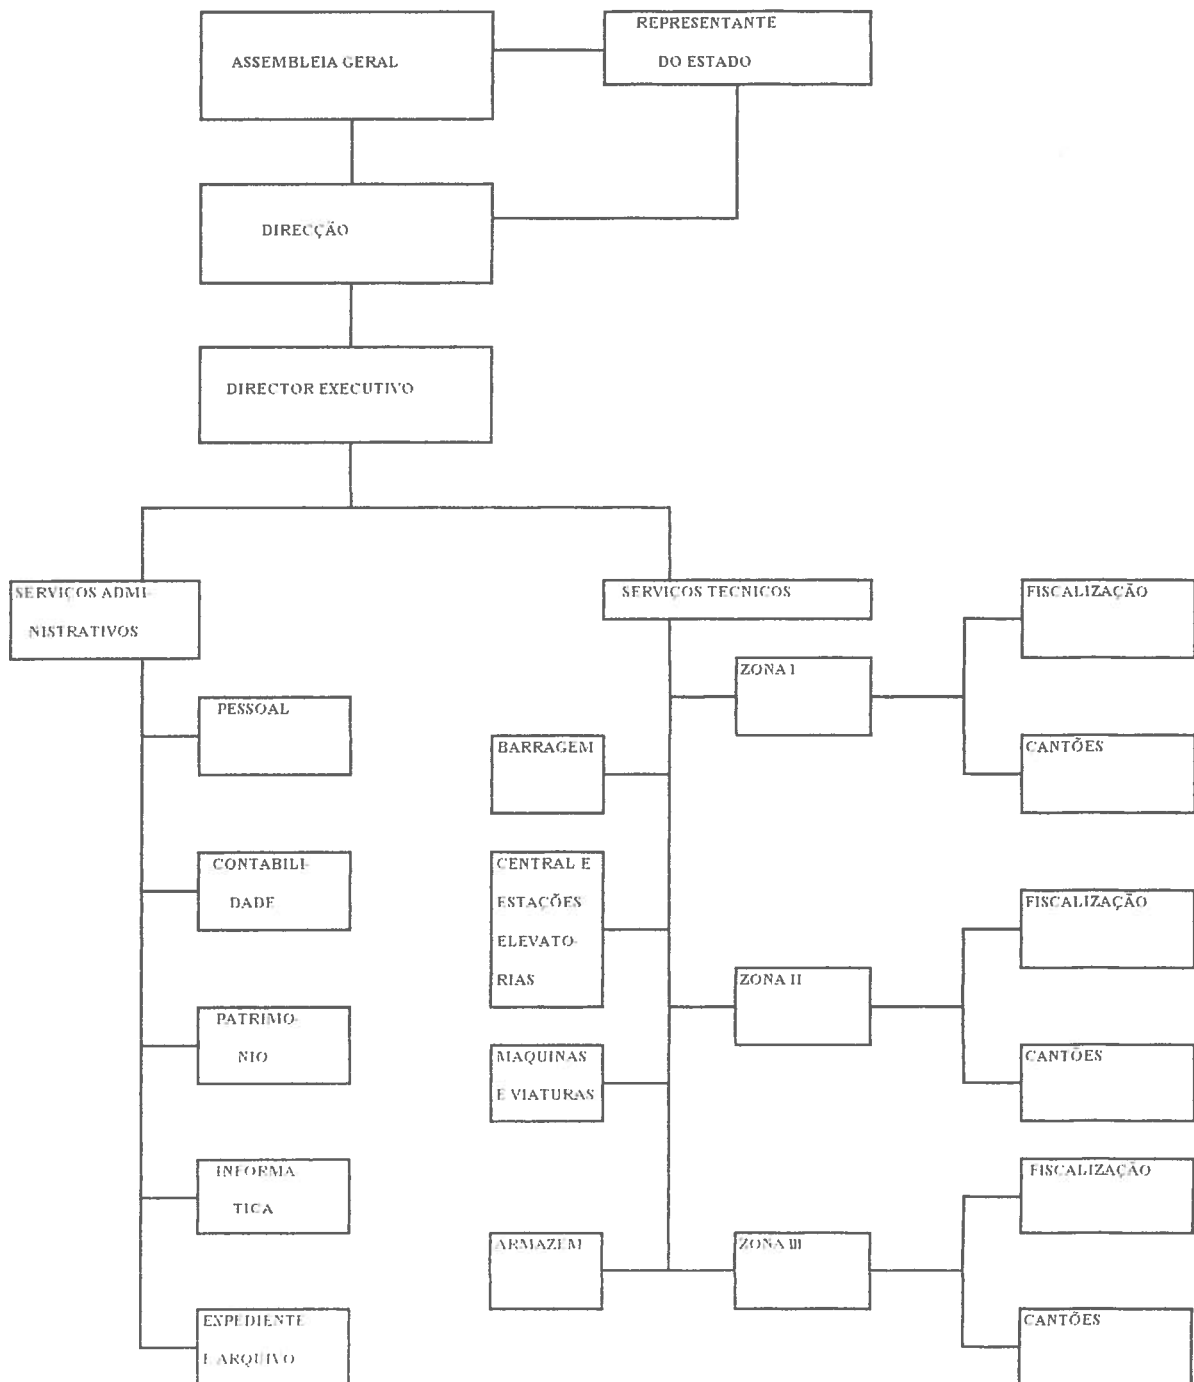 REPRESENTANTE
DO ESTADO
ASSEMBLEIA GERAL
DIRECÇÃO
DIRECTOR EXECUTIVO
SERVIÇOS ADMI-
NISTRATIVOS
PESSOAL
CONTABILI-
DADE
PATRIMO-
NIO
INFORMA
TICA
EXPEDIENTE
E ARQUIVO
SERVIÇOS TECNICOS
BARRAGEM
CENTRAL E
ESTAÇÕES
ELEVATO-
RIAS
MAQUINAS
E VIATURAS
ARMAZEM
ZONA I
FISCALIZAÇÃO
CANTÕES
ZONA II
FISCALIZAÇÃO
CANTÕES
ZONA III
FISCALIZAÇÃO
CANTÕES